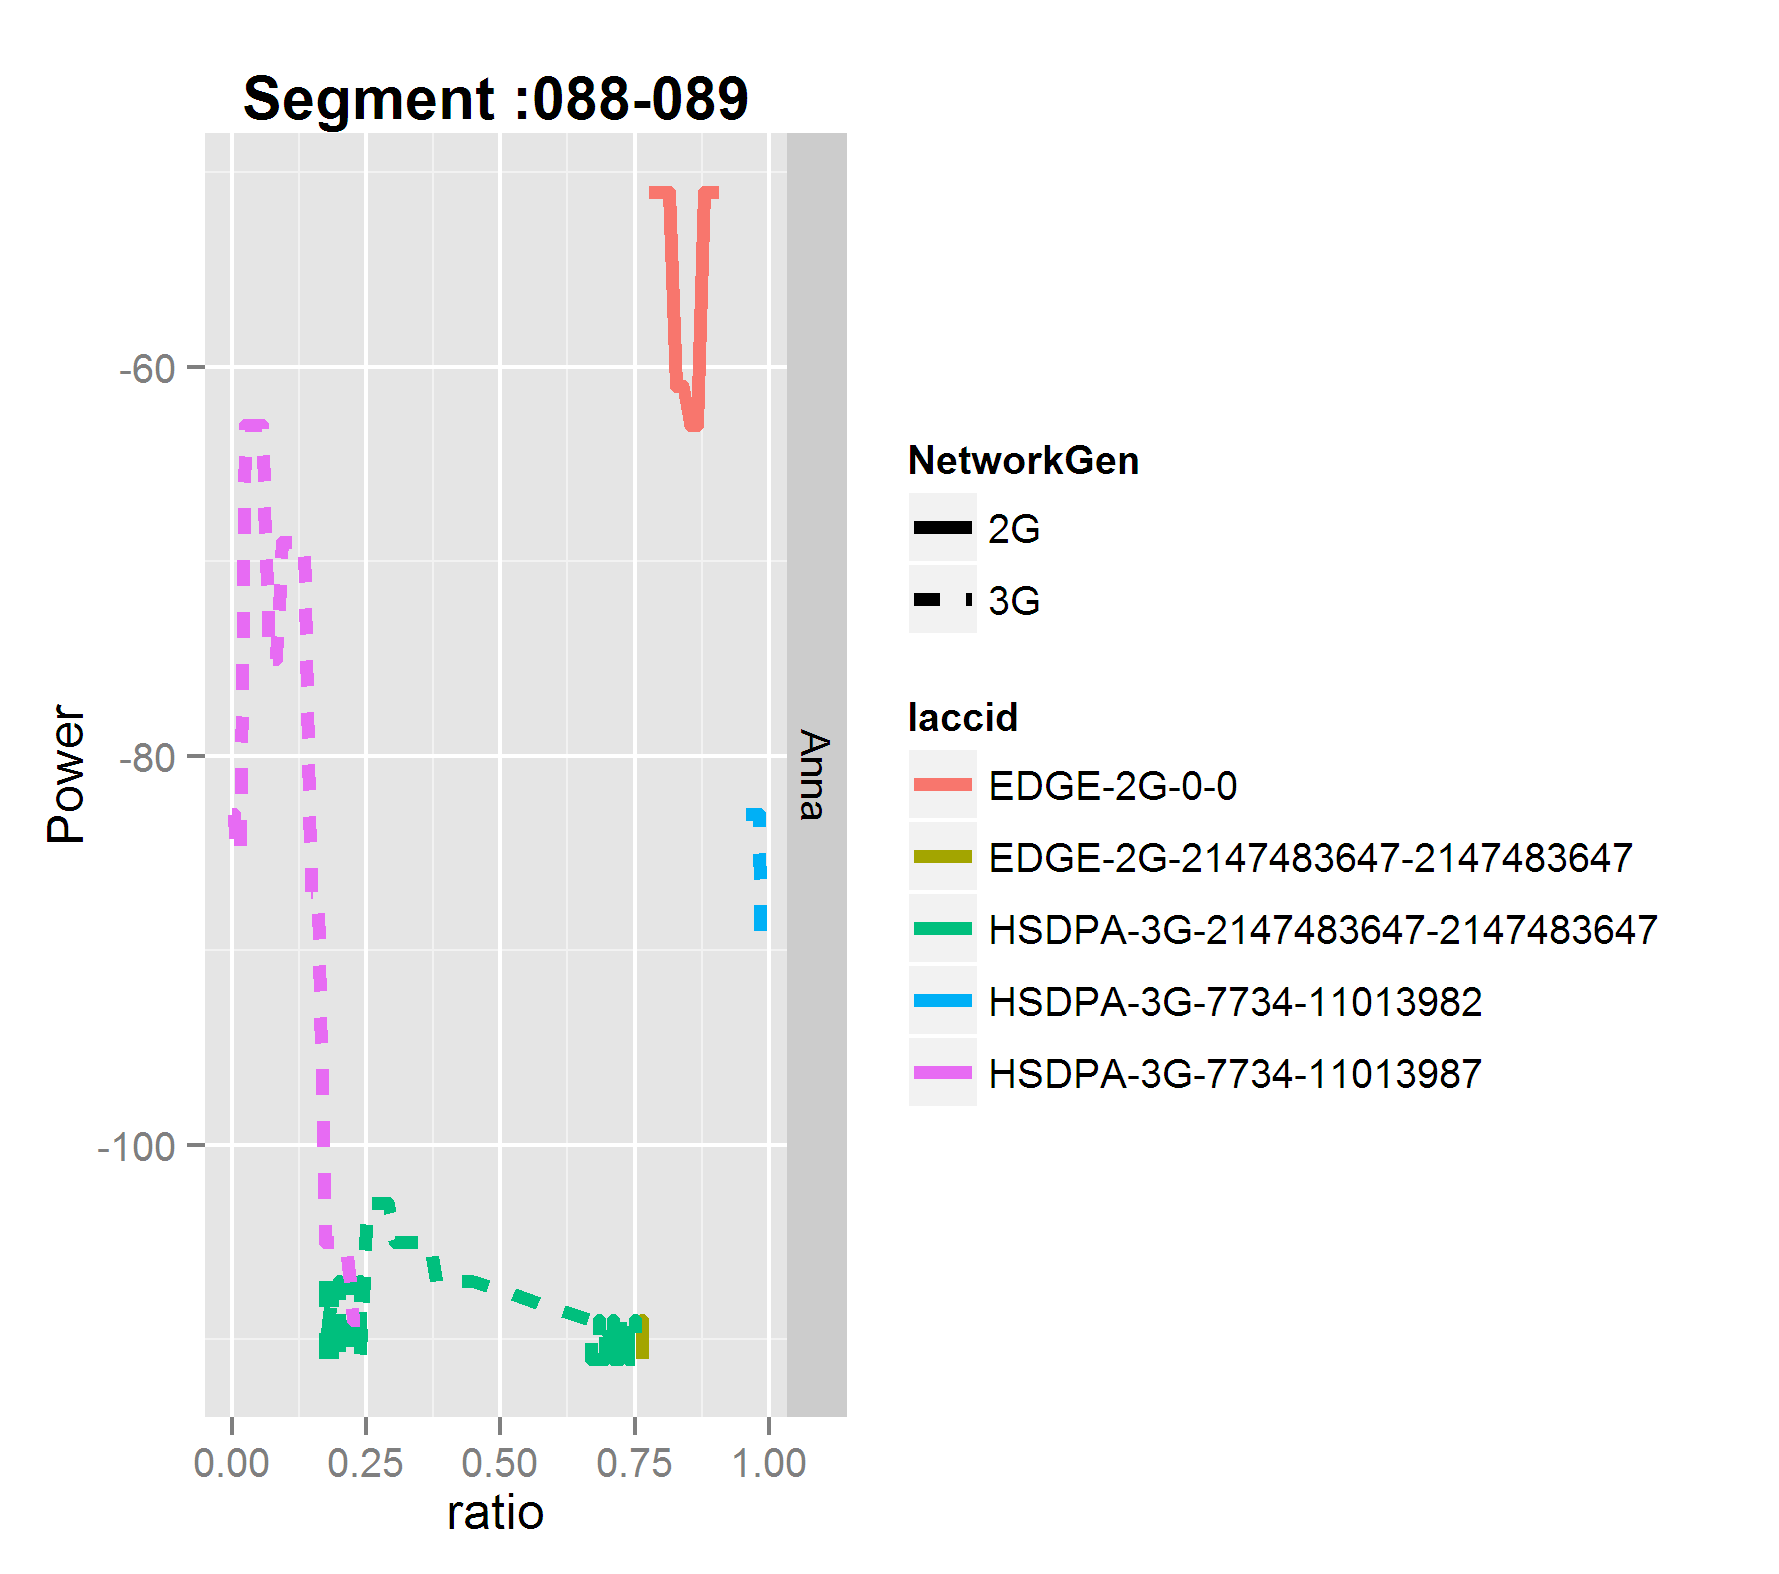 Segment :088-089
Power
-60
-80
-100
Anna
0.00 0.25 0.50 0.75 1.00
ratio
NetworkGen
2G
3G
laccid
EDGE-2G-0-0
EDGE-2G-2147483647-2147483647
HSDPA-3G-2147483647-2147483647
HSDPA-3G-7734-11013982
HSDPA-3G-7734-11013987